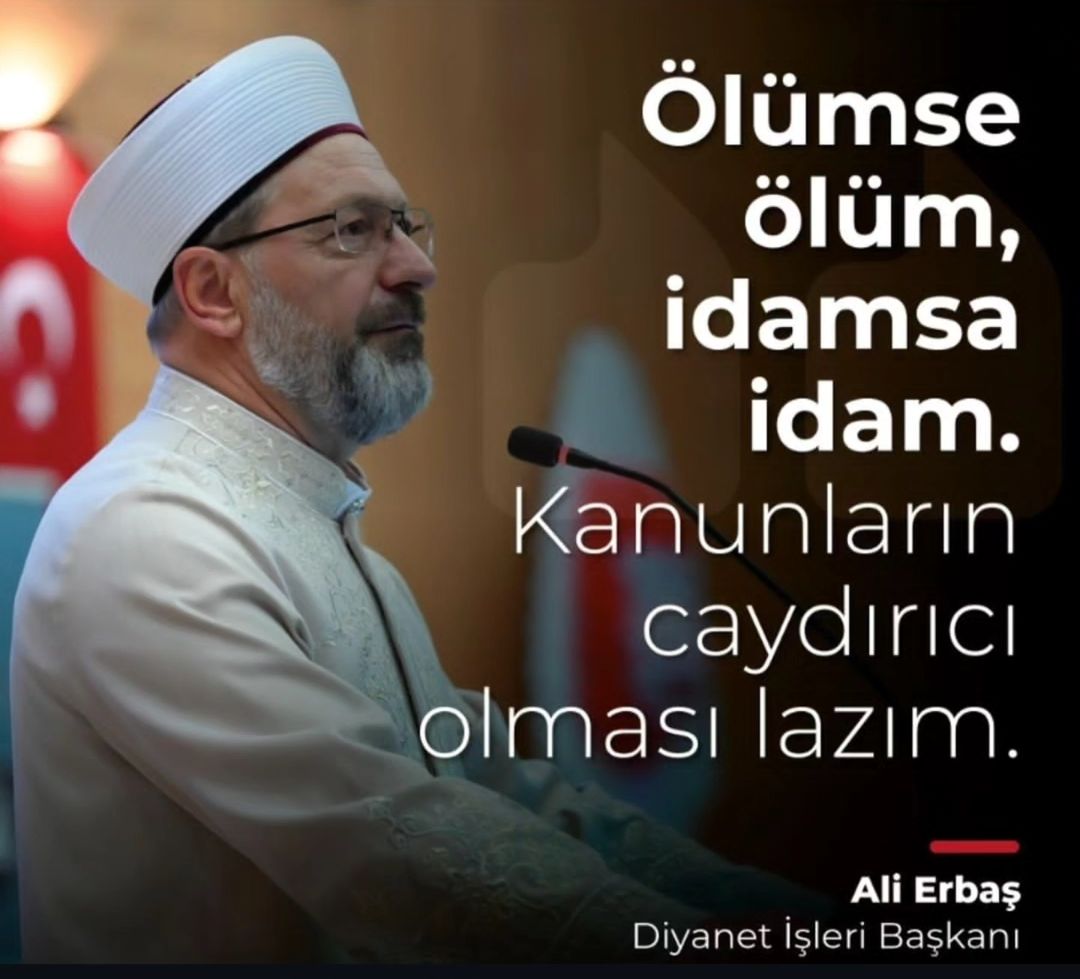 Ölümse
ölüm,
idamsa
idam.
Kanunların
caydırıcı
olması lazım.
Ali Erbaş
Diyanet İşleri Başkanı